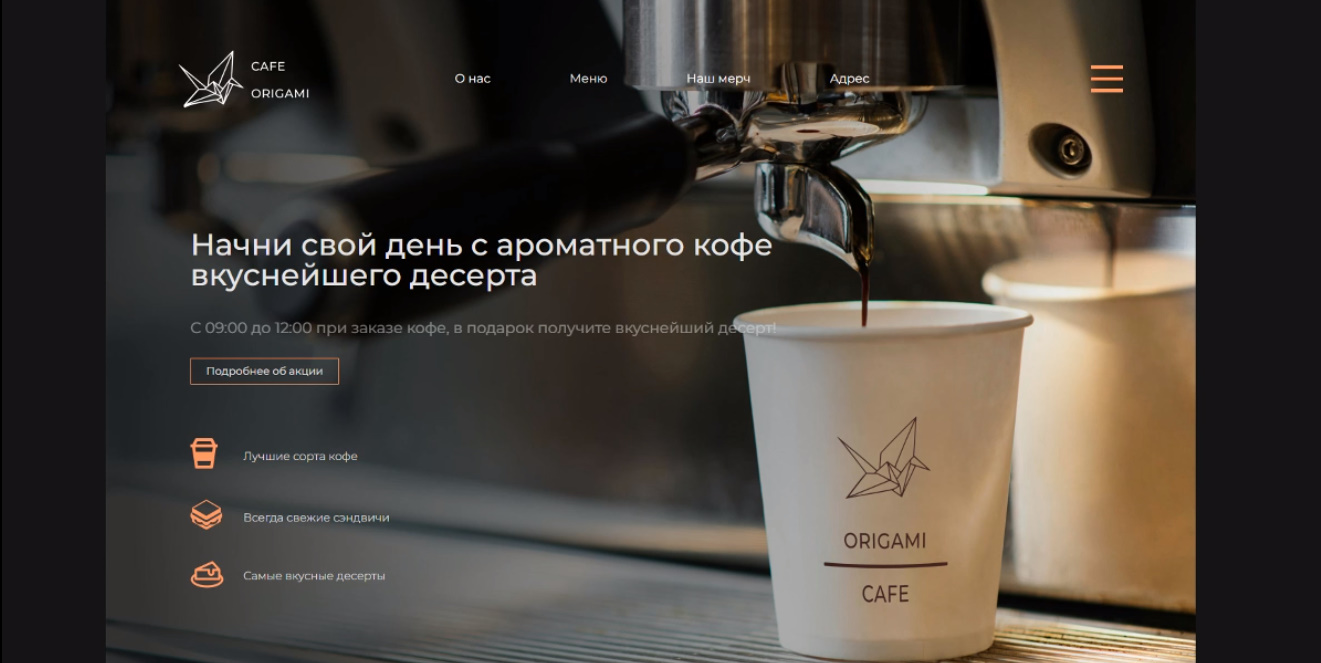 CAFE
ORIGAMI
О нас
Меню
Наш мерч
Адрес
Начни свой день с ароматного кофе
вкуснейшего десерта
С 09:00 до 12:00 при заказе кофе, в подарок получите вкуснейший десерт!
Подробнее об акции
Лучшие сорта кофе
Всегда свежие сэндвичи
Самые вкусные десерты
ORIGAMI
CAFE